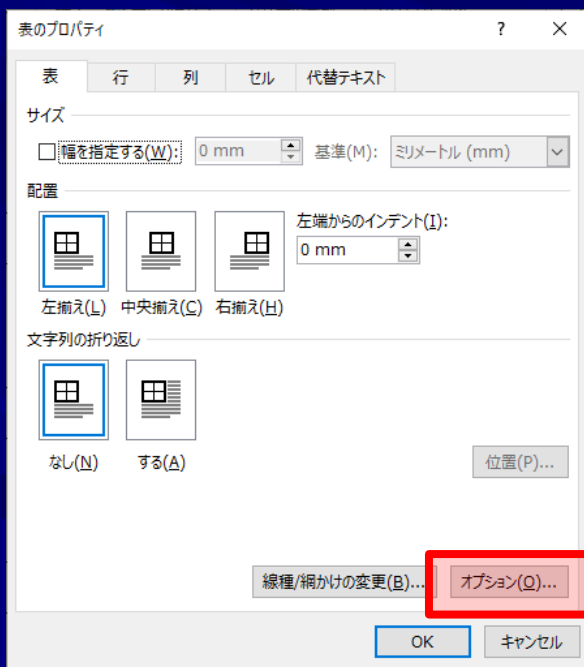 表のプロパティ ? ×
表 行 列 セル 代替テキスト
サイズ
幅を指定する(W): 0 mm 基準(M): ミリメートル (mm)
配置
左端からのインデント(I):
0 mm
左揃え(L) 中央揃え(C) 右揃え(H)
文字列の折り返し
なし(N) する(A) 位置(P)...
線種/網かけの変更(B)... オプション(O)...
OK キャンセル